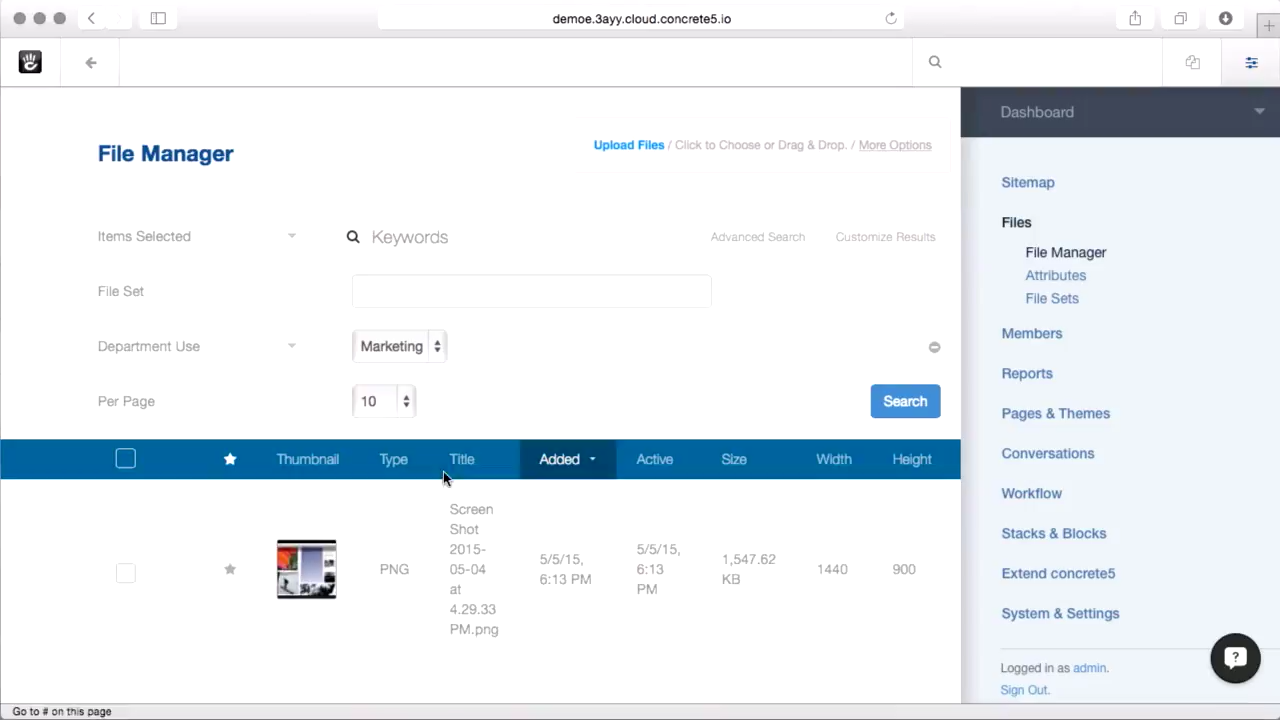 demoe.3ayy.cloud.concrete5.io
File Manager
Upload Files / Click to Choose or Drag & Drop. / More Options
Items Selected
Keywords
Advanced Search
Customize Results
File Set
Department Use
Marketing
Per Page
10
Search
Thumbnail Type Title Added Active Size Width Height
Screen
Shot
2015-
05-04
at
4.29.33
PM.png
PNG
5/5/15,
6:13 PM
5/5/15,
6:13
PM
1,547.62
KB
1440
900
Dashboard
Sitemap
Files
File Manager
Attributes
File Sets
Members
Reports
Pages & Themes
Conversations
Workflow
Stacks & Blocks
Extend concrete5
System & Settings
Logged in as admin.
Sign Out.
?
Go to # on this page